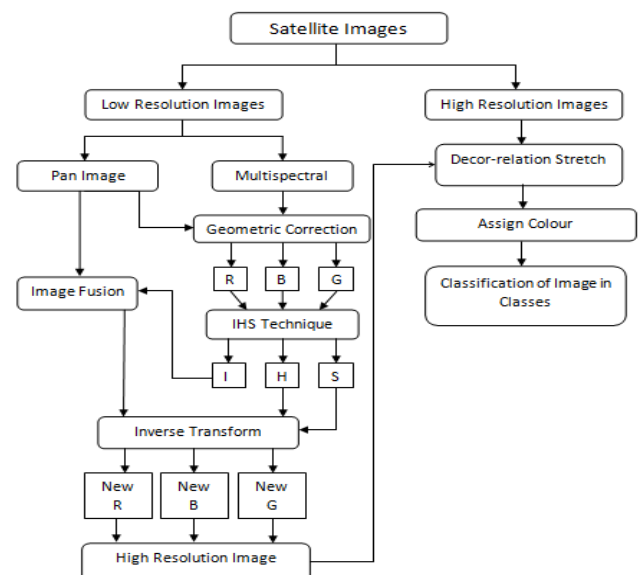 Satellite Images
Low Resolution Images
High Resolution Images
Pan Image
Multispectral
Decor-relation Stretch
Geometric Correction
Assign Colour
R
B
G
Image Fusion
Classification of Image in
Classes
IHS Technique
I
H
S
Inverse Transform
New
R
New
B
New
G
High Resolution Image